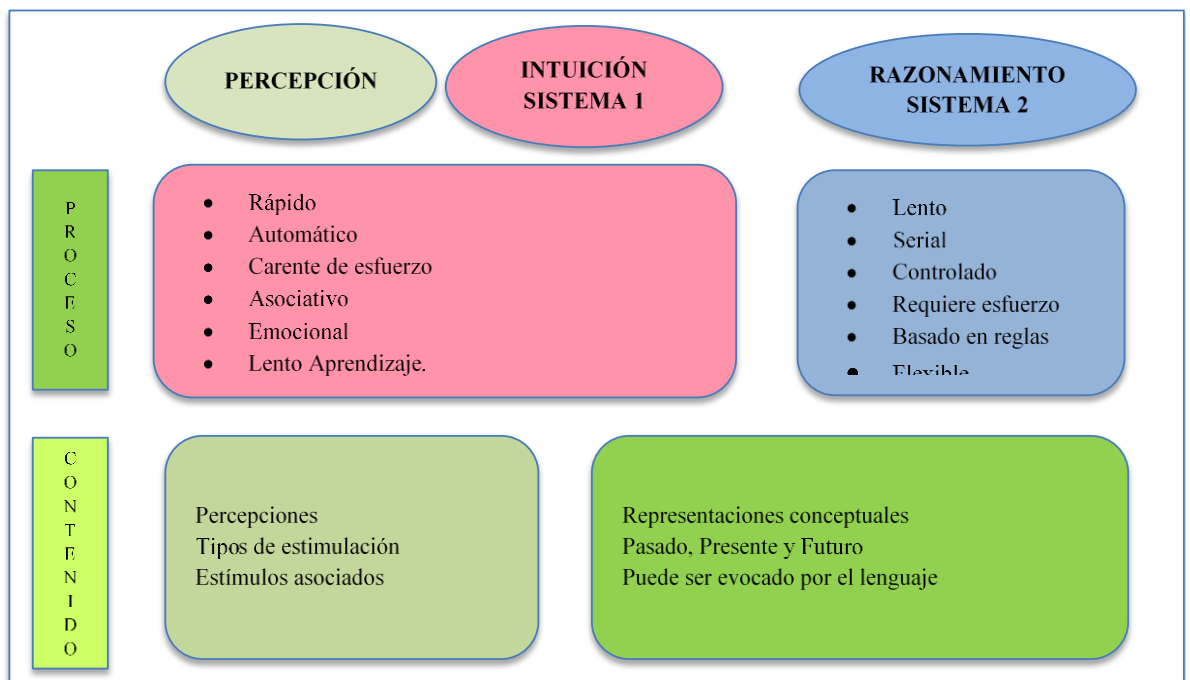 PERCEPCIÓN
INTUICIÓN
SISTEMA 1
RAZONAMIENTO
SISTEMA 2
P
R
O
C
E
S
O
• Rápido
• Automático
• Carente de esfuerzo
• Asociativo
• Emocional
• Lento Aprendizaje.
• Lento
• Serial
• Controlado
• Requiere esfuerzo
• Basado en reglas
• Flexible
C
O
N
T
E
N
I
D
O
Percepciones
Tipos de estimulación
Estímulos asociados
Representaciones conceptuales
Pasado, Presente y Futuro
Puede ser evocado por el lenguaje